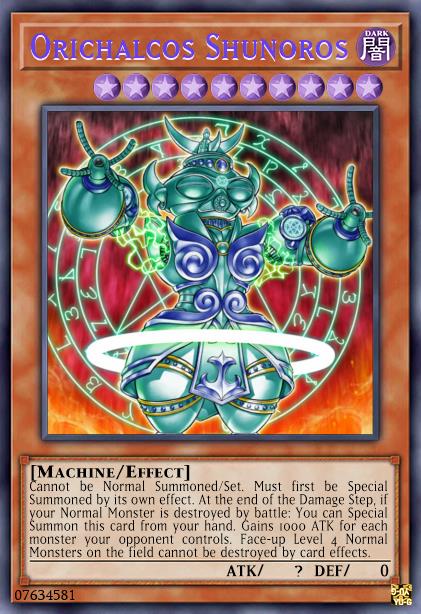 Orichalcos Shunoros
DARK
闇
[Machine/Effect]
Cannot be Normal Summoned/Set. Must first be Special
Summoned by its own effect. At the end of the Damage Step, if
your Normal Monster is destroyed by battle: You can Special
Summon this card from your hand. Gains 1000 ATK for each
monster your opponent controls. Face-up Level 4 Normal
Monsters on the field cannot be destroyed by card effects.
ATK/ ? DEF/ 0
07634581